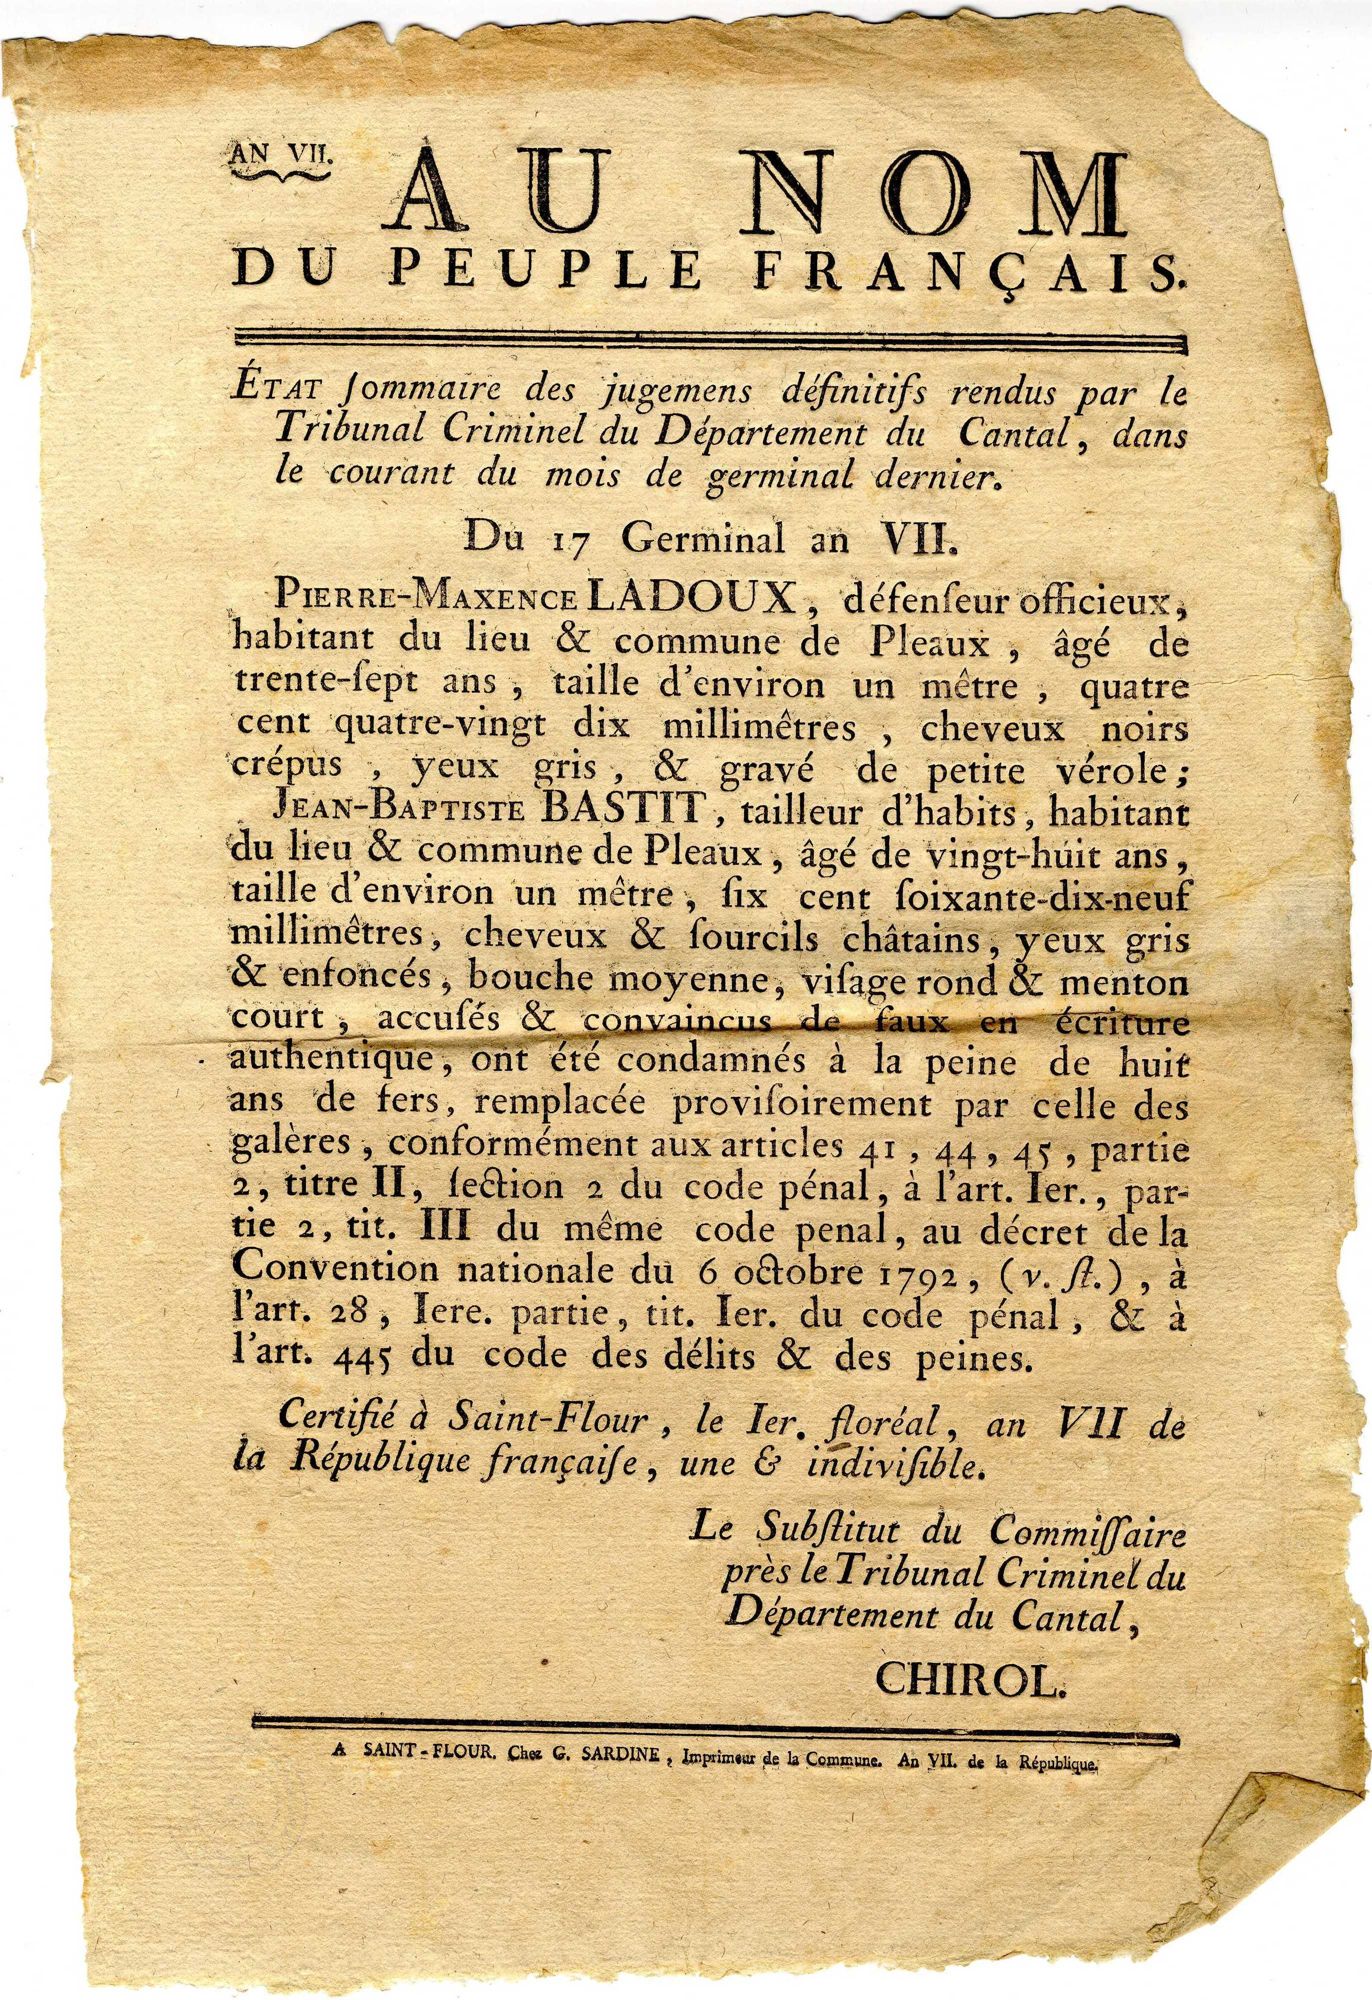 AN VII.
AU NOM
DU PEUPLE FRANÇAIS.
ÉTAT ſommaire des jugemens définitifs rendus par le
Tribunal Criminel du Département du Cantal, dans
le courant du mois de germinal dernier.
Du 17 Germinal an VII.
PIERRE-MAXENCE LADOUX, défenſeur officieux,
habitant du lieu & commune de Pleaux, âgé de
trente-ſept ans, taille d'environ un mêtre, quatre
cent quatre-vingt dix millimêtres, cheveux noirs
crépus, yeux gris, & gravé de petite vérole;
JEAN-BAPTISTE BASTIT, tailleur d'habits, habitant
du lieu & commune de Pleaux, âgé de vingt-huit ans,
taille d'environ un mêtre, ſix cent ſoixante-dix-neuf
millimêtres, cheveux & ſourcils châtains, yeux gris
& enfoncés, bouche moyenne, viſage rond & menton
court, accuſés & convaincus de faux en écriture
authentique, ont été condamnés à la peine de huit
ans de fers, remplacée proviſoirement par celle des
galères, conformément aux articles 41, 44, 45, partie
2, titre II, ſection 2 du code pénal, à l'art. Ier., par-
tie 2, tit. III du même code penal, au décret de la
Convention nationale du 6 octobre 1792, (v. ſt.), à
l'art. 28, Iere. partie, tit. Ier. du code pénal, & à
l'art. 445 du code des délits & des peines.
Certifié à Saint-Flour, le Ier. floréal, an VII de
la République françaiſe, une & indiviſible.
Le Subſtitut du Commiſſaire
près le Tribunal Criminel du
Département du Cantal,
CHIROL.
A SAINT-FLOUR. Chez G. SARDINE, Imprimeur de la Commune. An VII. de la République.